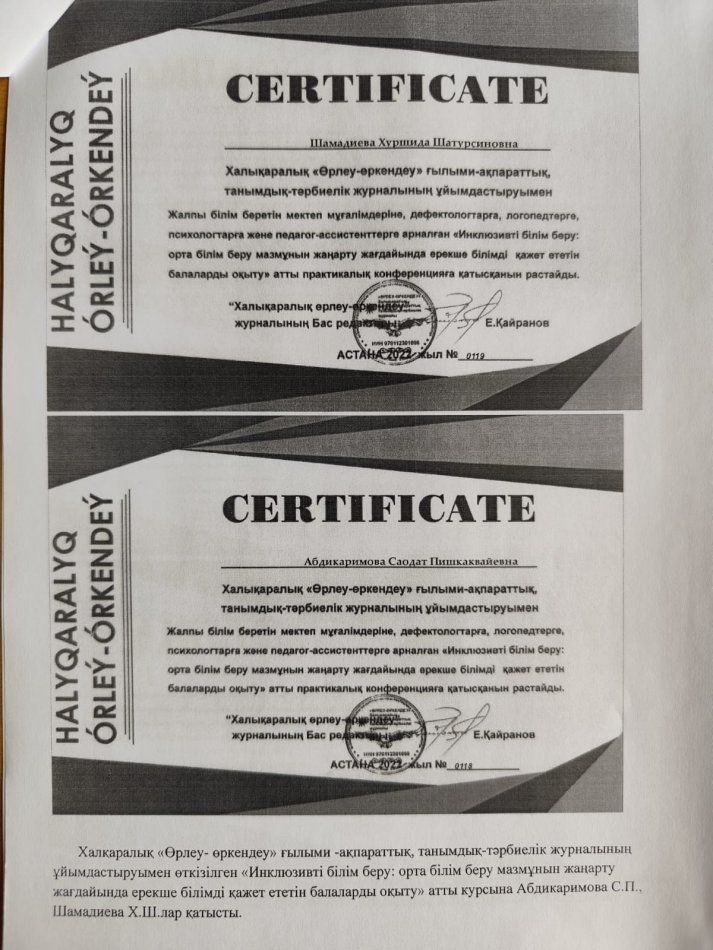 HALYQARALYQ
ÓRLEÝ-ÓRKENDEÝ
CERTIFICATE
Шамадиева Хуршида Шатурсиновна
Халықаралық «Өрлеу-өркендеу» ғылыми-ақпараттық,
танымдық-тәрбиелік журналының ұйымдастыруымен
Жалпы білім беретін мектеп мұғалімдеріне, дефектологтарға, логопедтерге,
психологтарға және педагог-ассистенттерге арналған «Инклюзивті білім беру:
орта білім беру мазмұнын жаңарту жағдайында ерекше білімді қажет ететін
балаларды оқыту» атты практикалық конференцияға қатысқанын растайды.
"Халықаралық өрлеу-өркендеу
журналының Бас редакторы Е.Қайранов
АСТАНА 2022 жыл № 0119
HALYQARALYQ
ÓRLEÝ-ÓRKENDEÝ
CERTIFICATE
Абдикаримова Саодат Пишкаквайевна
Халықаралық «Өрлеу-өркендеу» ғылыми-ақпараттық,
танымдық-тәрбиелік журналының ұйымдастыруымен
Жалпы білім беретін мектеп мұғалімдеріне, дефектологтарға, логопедтерге,
психологтарға және педагог-ассистенттерге арналған «Инклюзивті білім беру:
орта білім беру мазмұнын жаңарту жағдайында ерекше білімді қажет ететін
балаларды оқыту» атты практикалық конференцияға қатысқанын растайды.
"Халықаралық өрлеу-өркендеу
журналының Бас редакторы Е.Қайранов
АСТАНА 2022 жыл № 0118
Халқаралық «Өрлеу- өркендеу» ғылыми -ақпараттық, танымдық-тәрбиелік журналының
ұйымдастыруымен өткізілген «Инклюзивті білім беру: орта білім беру мазмұнын жаңарту
жағдайында ерекше білімді қажет ететін балаларды оқыту» атты курсына Абдикаримова С.П.,
Шамадиева Х.Ш.лар қатысты.